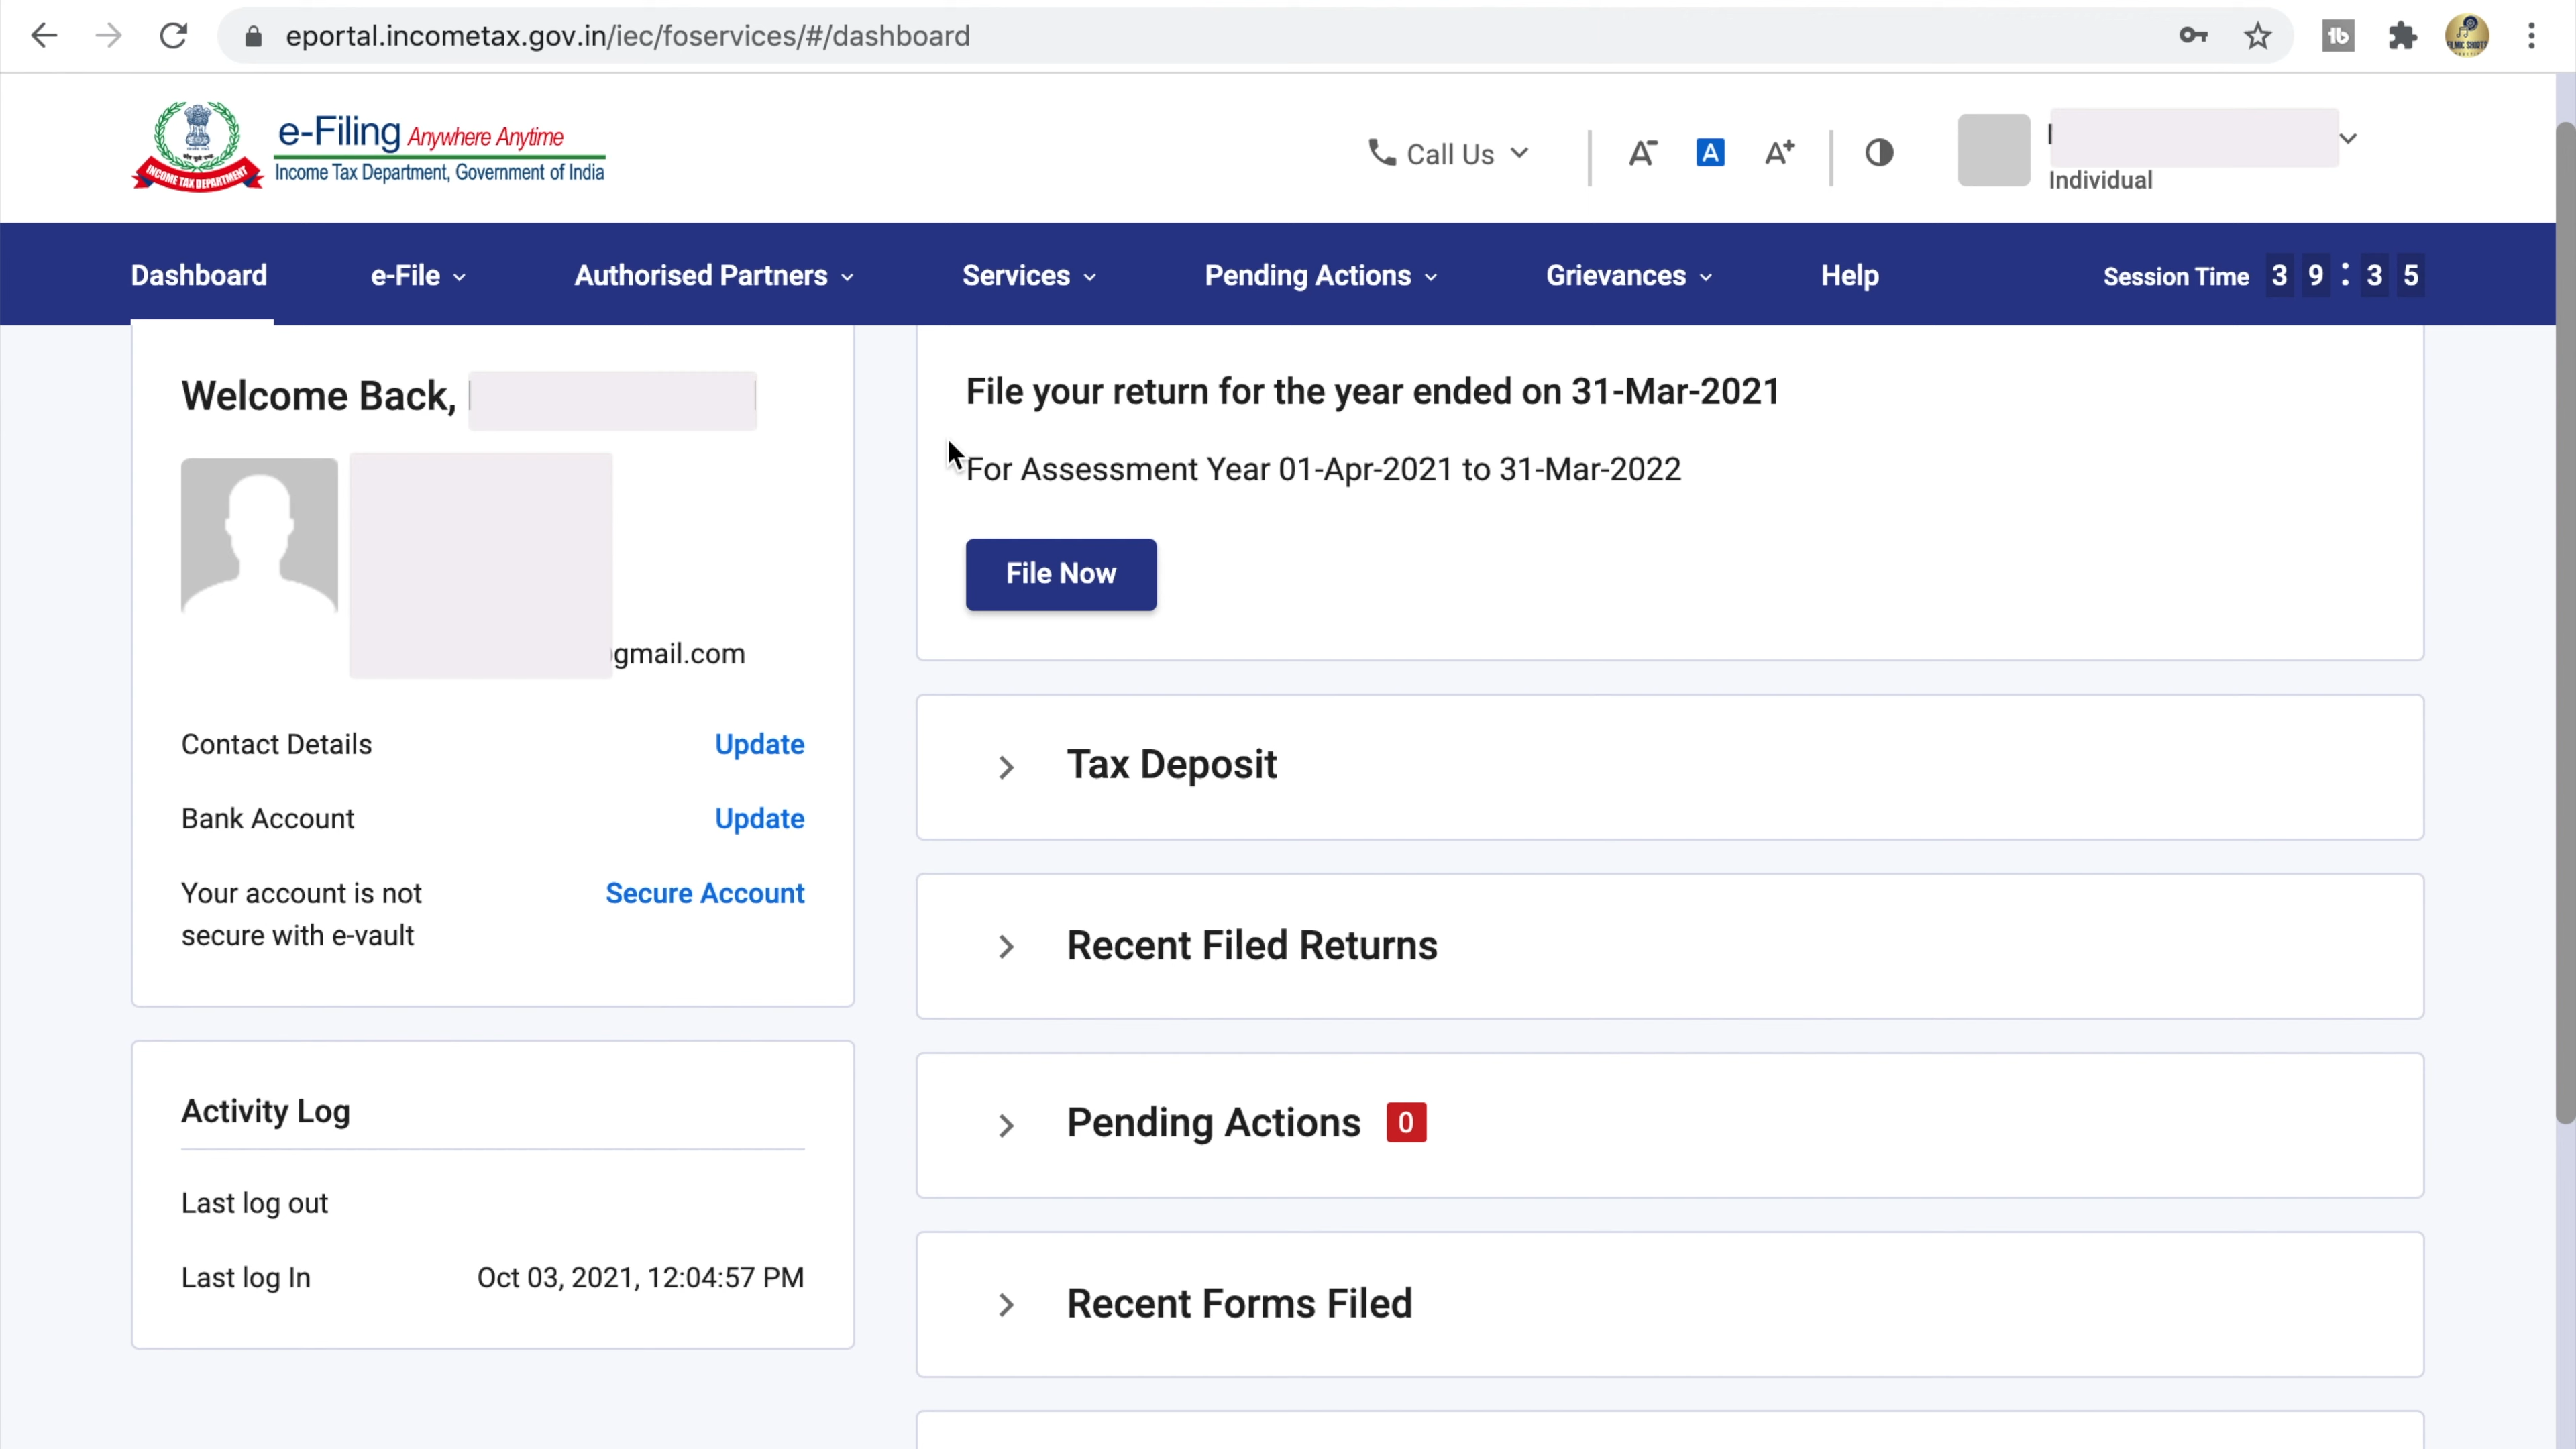 eportal.incometax.gov.in/iec/foservices/#/dashboard
e-Filing Anywhere Anytime
Income Tax Department, Government of India
INCOME TAX DEPARTMENT
Call Us
A-
A
A+
Individual
Dashboard
e-File
Authorised Partners
Services
Pending Actions
Grievances
Help
Session Time 39:35
Welcome Back,
gmail.com
Contact Details Update
Bank Account Update
Your account is not Secure Account
secure with e-vault
Activity Log
Last log out
Last log In Oct 03, 2021, 12:04:57 PM
File your return for the year ended on 31-Mar-2021
For Assessment Year 01-Apr-2021 to 31-Mar-2022
File Now
Tax Deposit
Recent Filed Returns
Pending Actions 0
Recent Forms Filed